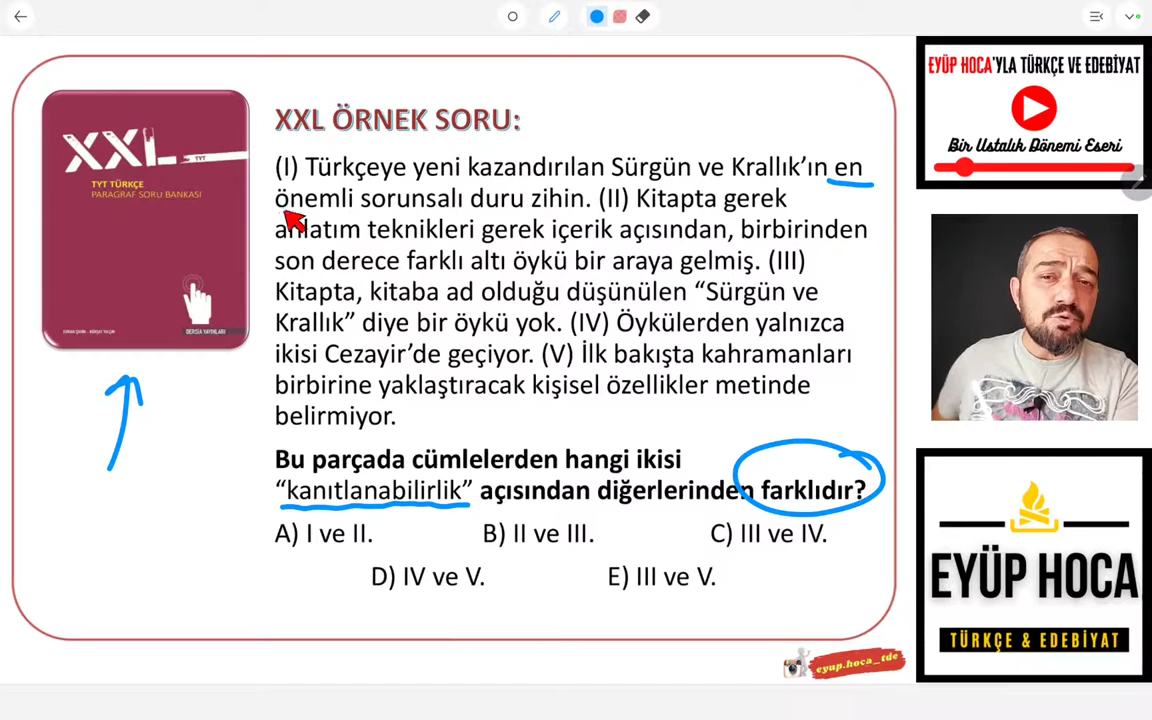 XXL ÖRNEK SORU:
(I) Türkçeye yeni kazandırılan Sürgün ve Krallık’ın en
önemli sorunsalı duru zihin. (II) Kitapta gerek
anlatım teknikleri gerek içerik açısından, birbirinden
son derece farklı altı öykü bir araya gelmiş. (III)
Kitapta, kitaba ad olduğu düşünülen “Sürgün ve
Krallık” diye bir öykü yok. (IV) Öykülerden yalnızca
ikisi Cezayir’de geçiyor. (V) İlk bakışta kahramanları
birbirine yaklaştıracak kişisel özellikler metinde
belirmiyor.
Bu parçada cümlelerden hangi ikisi
“kanıtlanabilirlik” açısından diğerlerinden farklıdır?
A) I ve II. B) II ve III. C) III ve IV.
D) IV ve V. E) III ve V.
XXL
TYT
TYT TÜRKÇE
PARAGRAF SORU BANKASI
DERSİA YAYINLARI
EYÜP HOCA'YLA TÜRKÇE VE EDEBİYAT
Bir Ustalık Dönemi Eseri
EYÜP HOCA
TÜRKÇE & EDEBİYAT
eyup.hoca_tde